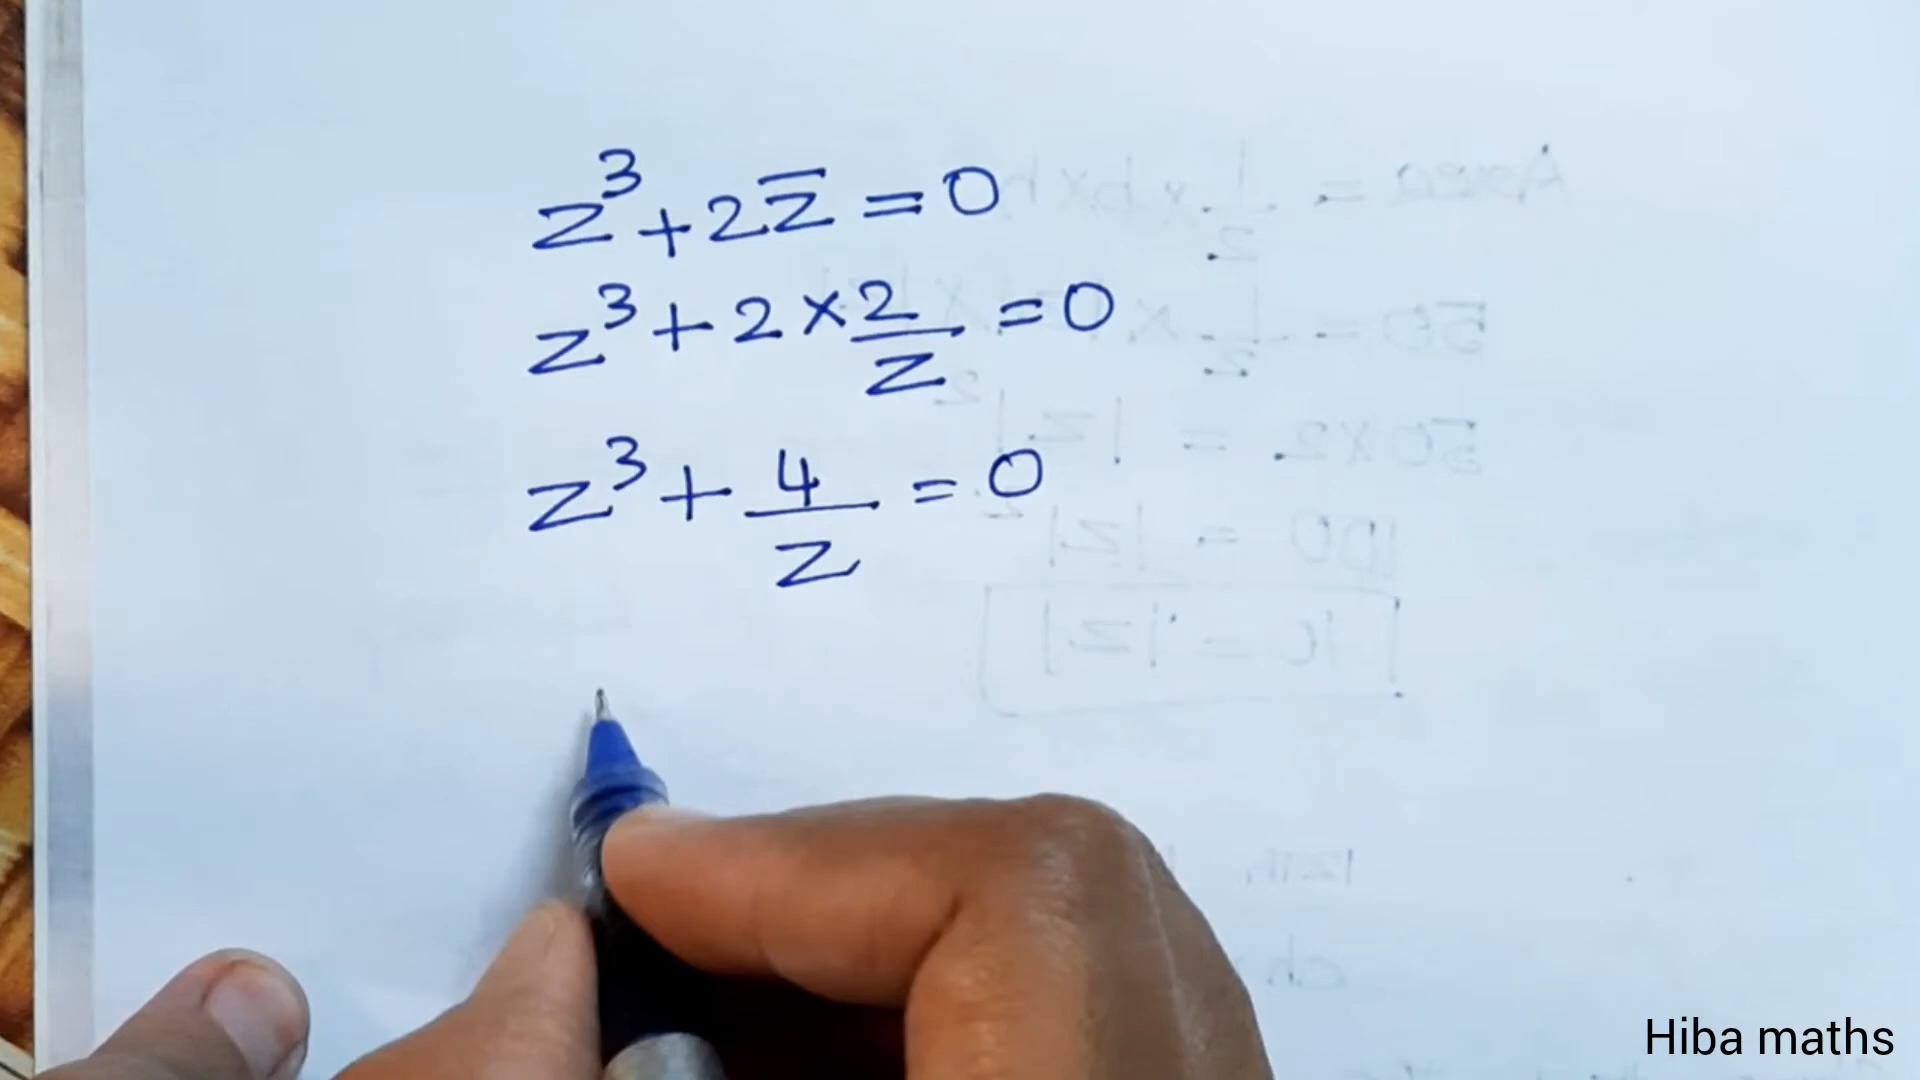 z³ + 2z̅ = 0
z³ + 2 × 2/z = 0
z³ + 4/z = 0
Hiba maths